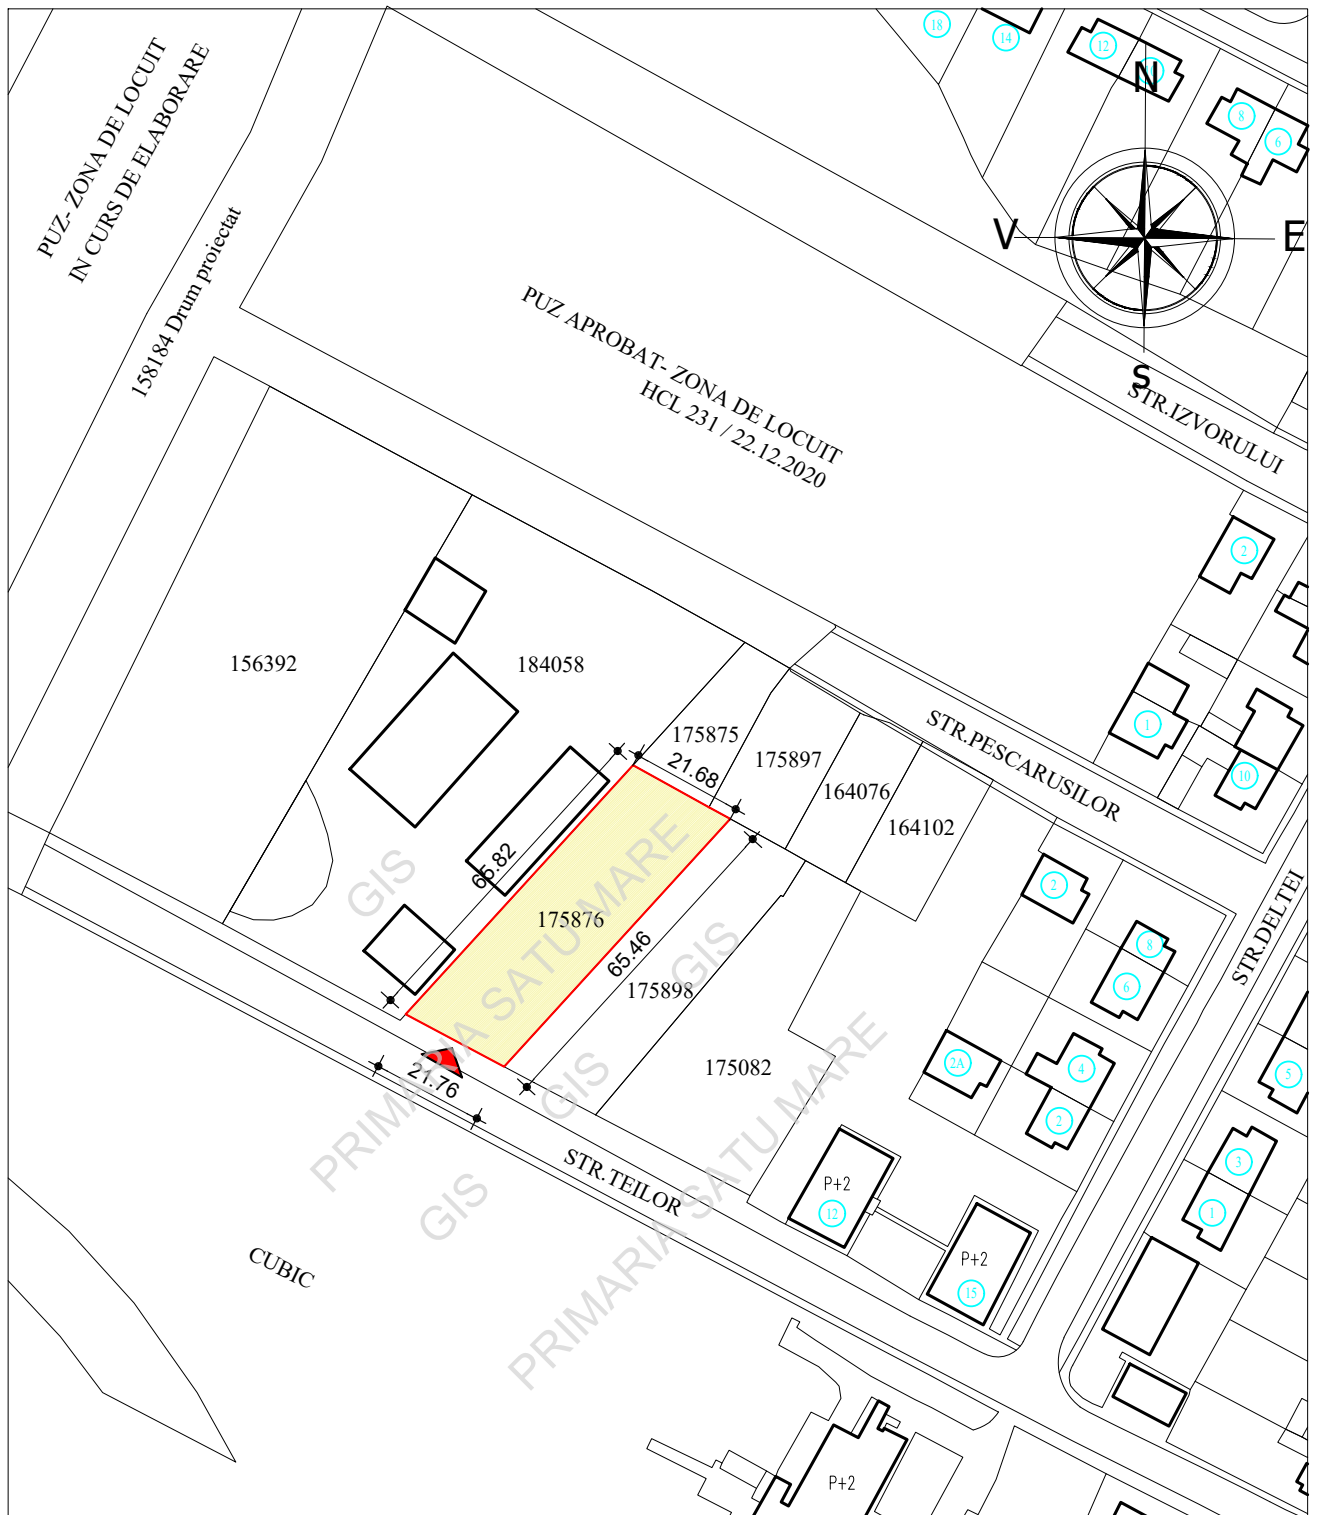 18
14
12
N
8
6
V
E
S
PUZ- ZONA DE LOCUIT
IN CURS DE ELABORARE
158184 Drum proiectat
PUZ APROBAT- ZONA DE LOCUIT
HCL 231 / 22.12.2020
STR.IZVORULUI
2
156392
184058
175875
21.68
175897
164076
164102
STR.PESCARUSILOR
1
10
65.82
175876
65.46
175898
175082
2
8
6
STR.DELTEI
2A
4
2
5
3
1
21.76
STR.TEILOR
P+2
12
P+2
15
CUBIC
P+2
GIS
PRIMARIA SATU MARE
GIS
GIS
PRIMARIA SATU MARE
GIS